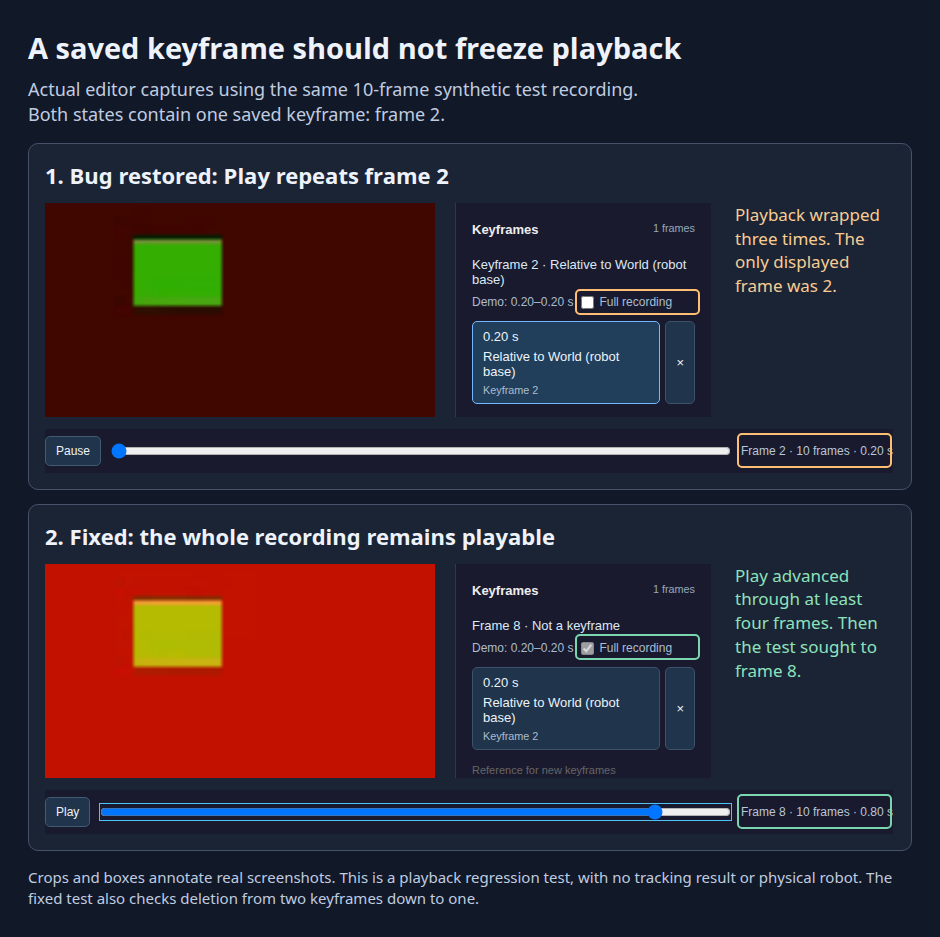 A saved keyframe should not freeze playback
Actual editor captures using the same 10-frame synthetic test recording.
Both states contain one saved keyframe: frame 2.
1. Bug restored: Play repeats frame 2
Keyframes
1 frames
Keyframe 2 · Relative to World (robot
base)
Demo: 0.20–0.20 s
Full recording
0.20 s
Relative to World (robot
base)
Keyframe 2
×
Playback wrapped
three times. The
only displayed
frame was 2.
Pause
Frame 2 · 10 frames · 0.20 s
2. Fixed: the whole recording remains playable
Keyframes
1 frames
Frame 8 · Not a keyframe
Demo: 0.20–0.20 s
Full recording
0.20 s
Relative to World (robot
base)
Keyframe 2
×
Reference for new keyframes
Play advanced
through at least
four frames. Then
the test sought to
frame 8.
Play
Frame 8 · 10 frames · 0.80 s
Crops and boxes annotate real screenshots. This is a playback regression test, with no tracking result or physical robot. The
fixed test also checks deletion from two keyframes down to one.